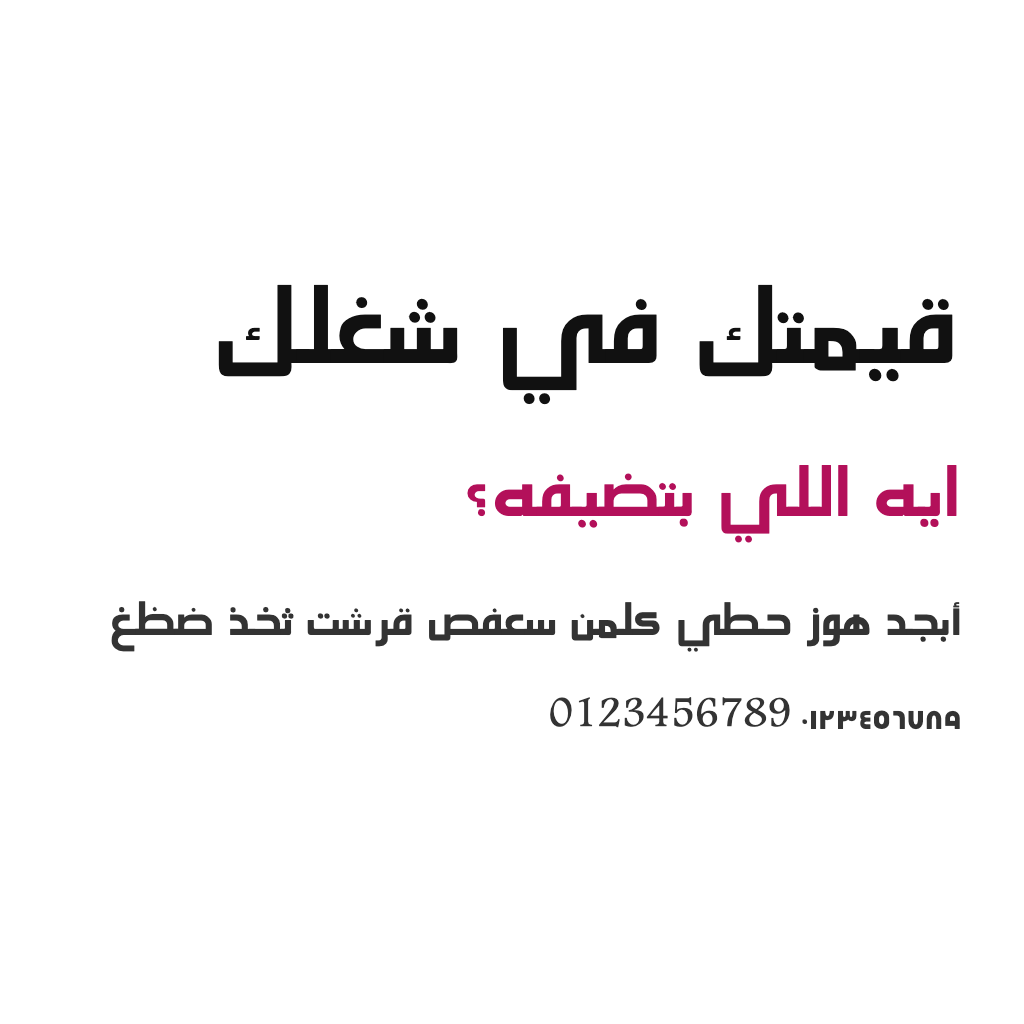 قيمتك في شغلك
ايه اللي بتضيفه؟
أبجد هوز حطي كلمن سعفص قرشت ثخذ ضظغ
0123456789 ٠١٢٣٤٥٦٧٨٩